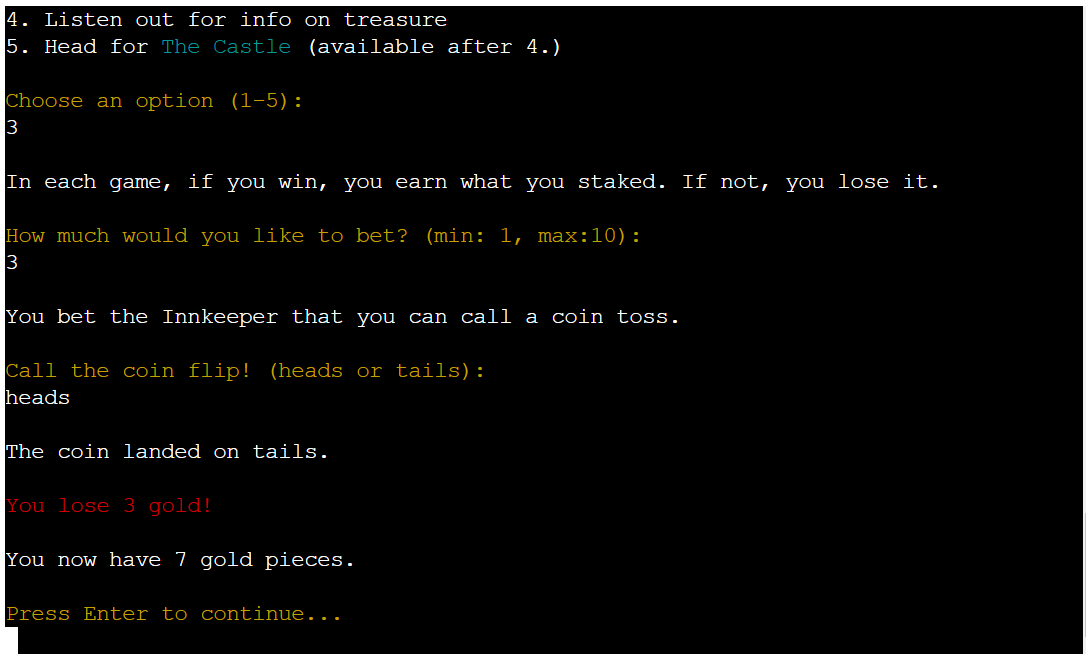 4. Listen out for info on treasure
5. Head for The Castle (available after 4.)
Choose an option (1-5):
3
In each game, if you win, you earn what you staked. If not, you lose it.
How much would you like to bet? (min: 1, max:10):
3
You bet the Innkeeper that you can call a coin toss.
Call the coin flip! (heads or tails):
heads
The coin landed on tails.
You lose 3 gold!
You now have 7 gold pieces.
Press Enter to continue...